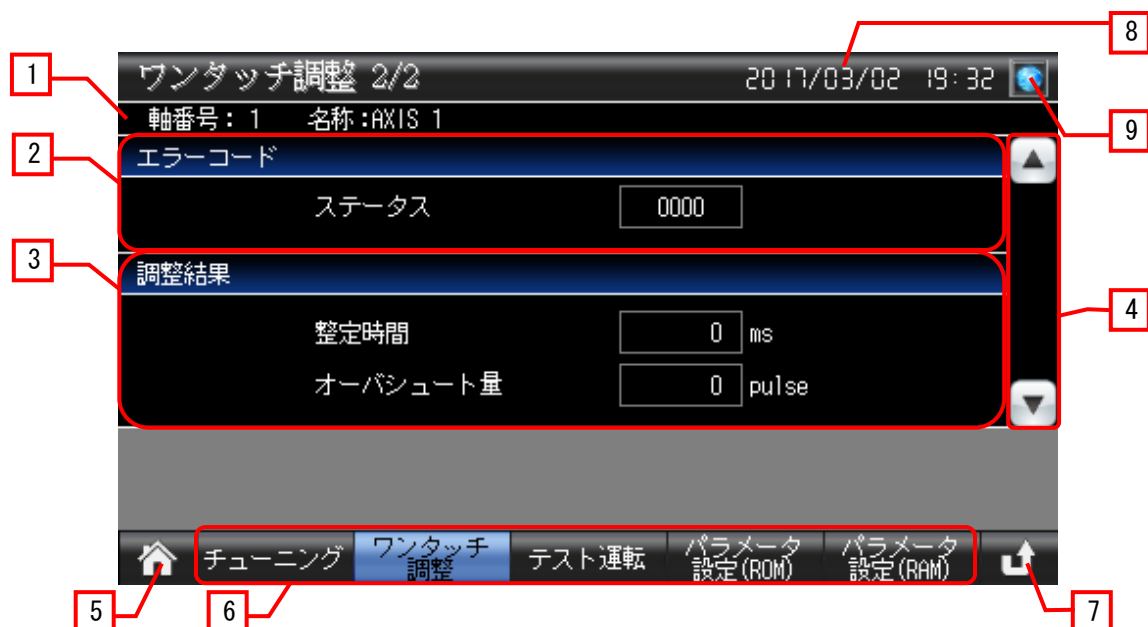 8
1
ワンタッチ調整 2/2
2017/03/02 19:32
軸番号: 1 名称:AXIS 1
9
2
エラーコード
ステータス
0000
3
調整結果
4
整定時間
0 ms
オーバシュート量
0 pulse
チューニング
ワンタッチ
調整
テスト運転
パラメータ
設定(ROM)
パラメータ
設定(RAM)
5
6
7